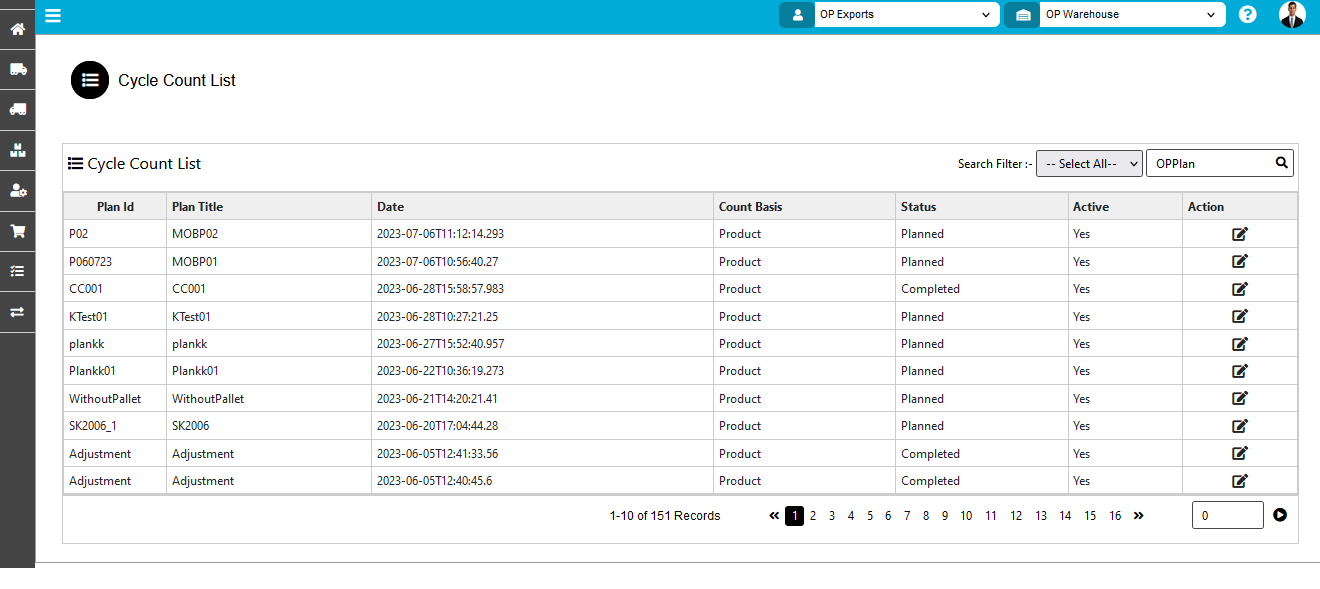 OP Exports OP Warehouse
Cycle Count List
Cycle Count List Search Filter :- -- Select All-- OPPlan
Plan Id Plan Title Date Count Basis Status Active Action
P02 MOBP02 2023-07-06T11:12:14.293 Product Planned Yes
P060723 MOBP01 2023-07-06T10:56:40.27 Product Planned Yes
CC001 CC001 2023-06-28T15:58:57.983 Product Completed Yes
KTest01 KTest01 2023-06-28T10:27:21.25 Product Planned Yes
plankk plankk 2023-06-27T15:52:40.957 Product Planned Yes
Plankk01 Plankk01 2023-06-22T10:36:19.273 Product Planned Yes
WithoutPallet WithoutPallet 2023-06-21T14:20:21.41 Product Planned Yes
SK2006_1 SK2006 2023-06-20T17:04:44.28 Product Planned Yes
Adjustment Adjustment 2023-06-05T12:41:33.56 Product Completed Yes
Adjustment Adjustment 2023-06-05T12:40:45.6 Product Completed Yes
1-10 of 151 Records « 1 2 3 4 5 6 7 8 9 10 11 12 13 14 15 16 » 0